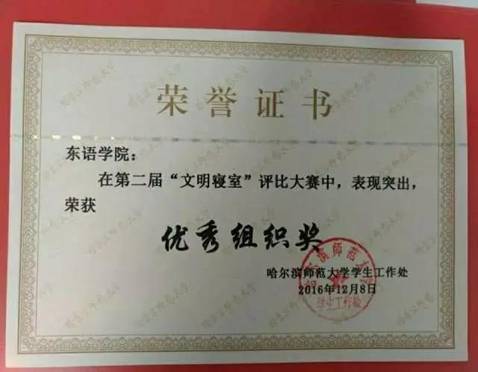 荣誉证书
东语学院：
在第二届“文明寝室”评比大赛中，表现突出，
荣获
优秀组织奖
哈尔滨师范大学学生工作处
2016年12月8日